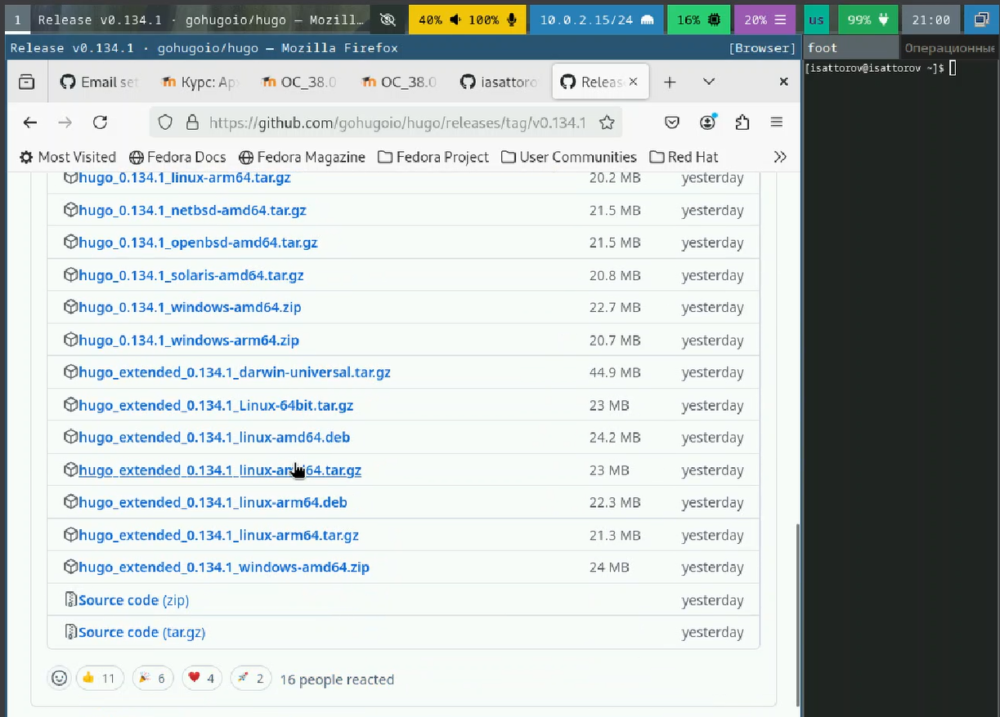 1 Release v0.134.1 · gohugoio/hugo — Mozill… 40% 100% 10.0.2.15/24 16% 20% us 99% 21:00
Release v0.134.1 · gohugoio/hugo — Mozilla Firefox [Browser] foot Операционные
Email set Курс: Ар OC_38.0 OC_38.0 iasattoro Releas
[isattorov@isattorov ~]$
https://github.com/gohugoio/hugo/releases/tag/v0.134.1
Most Visited Fedora Docs Fedora Magazine Fedora Project User Communities Red Hat
hugo_0.134.1_linux-arm64.tar.gz 20.2 MB yesterday
hugo_0.134.1_netbsd-amd64.tar.gz 21.5 MB yesterday
hugo_0.134.1_openbsd-amd64.tar.gz 21.5 MB yesterday
hugo_0.134.1_solaris-amd64.tar.gz 20.8 MB yesterday
hugo_0.134.1_windows-amd64.zip 22.7 MB yesterday
hugo_0.134.1_windows-arm64.zip 20.7 MB yesterday
hugo_extended_0.134.1_darwin-universal.tar.gz 44.9 MB yesterday
hugo_extended_0.134.1_Linux-64bit.tar.gz 23 MB yesterday
hugo_extended_0.134.1_linux-amd64.deb 24.2 MB yesterday
hugo_extended_0.134.1_linux-amd64.tar.gz 23 MB yesterday
hugo_extended_0.134.1_linux-arm64.deb 22.3 MB yesterday
hugo_extended_0.134.1_linux-arm64.tar.gz 21.3 MB yesterday
hugo_extended_0.134.1_windows-amd64.zip 24 MB yesterday
Source code (zip) yesterday
Source code (tar.gz) yesterday
11 6 4 2 16 people reacted